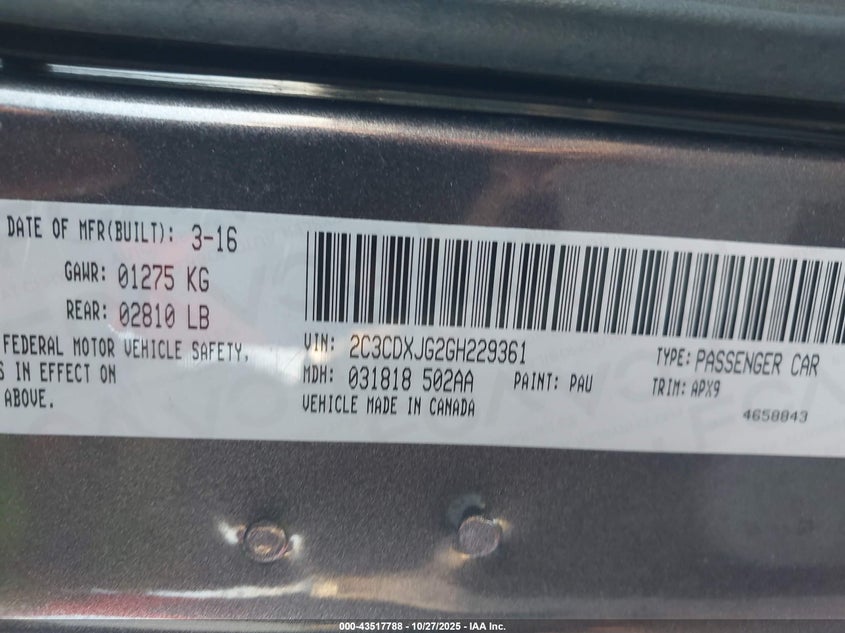 DATE OF MFR(BUILT): 3-16
GAWR: 01275 KG
REAR: 02810 LB
FEDERAL MOTOR VEHICLE SAFETY,
S IN EFFECT ON
ABOVE.
VIN: 2C3CDXJG2GH229361
TYPE: PASSENGER CAR
MDH: 031818 502AA
PAINT: PAU
TRIM: APX9
VEHICLE MADE IN CANADA
4658843
000-43517788 - 10/27/2025 - IAA Inc.